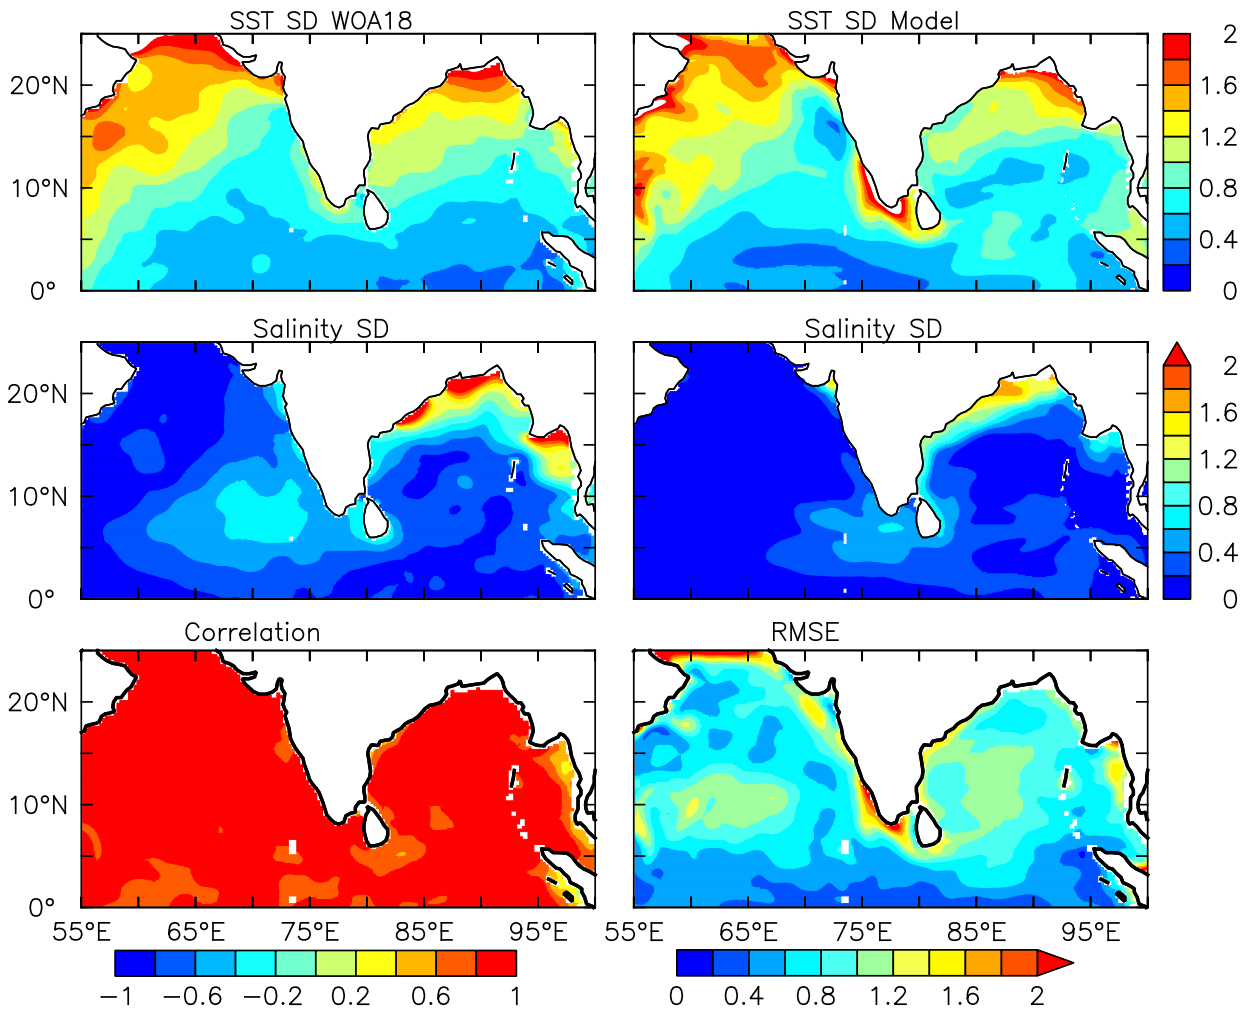 SST SD WOA18
SST SD Model
20°N
10°N
0°
2
1.6
1.2
0.8
0.4
0
Salinity SD
Salinity SD
20°N
10°N
0°
2
1.6
1.2
0.8
0.4
0
Correlation
RMSE
20°N
10°N
0°
55°E 65°E 75°E 85°E 95°E
55°E 65°E 75°E 85°E 95°E
−1 −0.6 −0.2 0.2 0.6 1
0 0.4 0.8 1.2 1.6 2